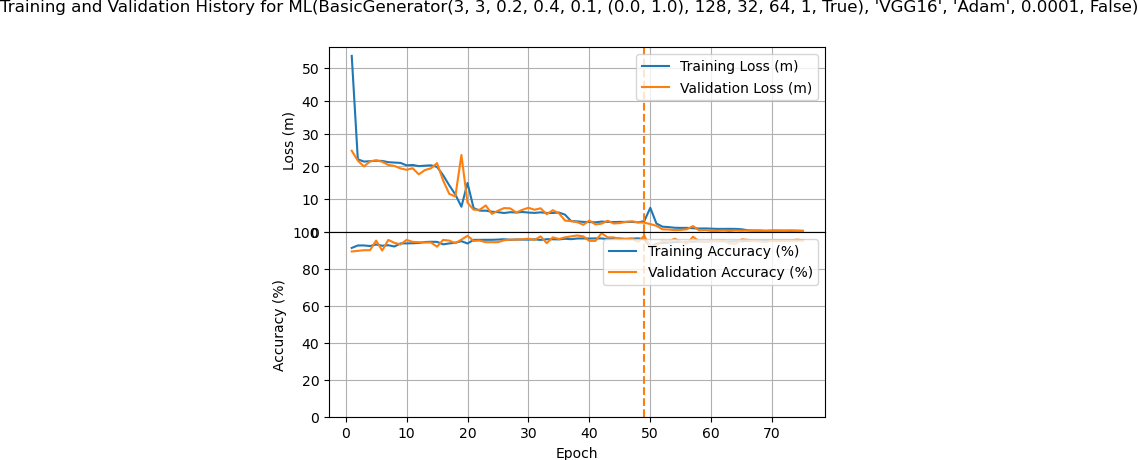 Training and Validation History for ML(BasicGenerator(3, 3, 0.2, 0.4, 0.1, (0.0, 1.0), 128, 32, 64, 1, True), 'VGG16', 'Adam', 0.0001, False)
50
40
30
20
10
0
Loss (m)
Training Loss (m)
Validation Loss (m)
100
80
60
40
20
0
Accuracy (%)
Training Accuracy (%)
Validation Accuracy (%)
0 10 20 30 40 50 60 70
Epoch